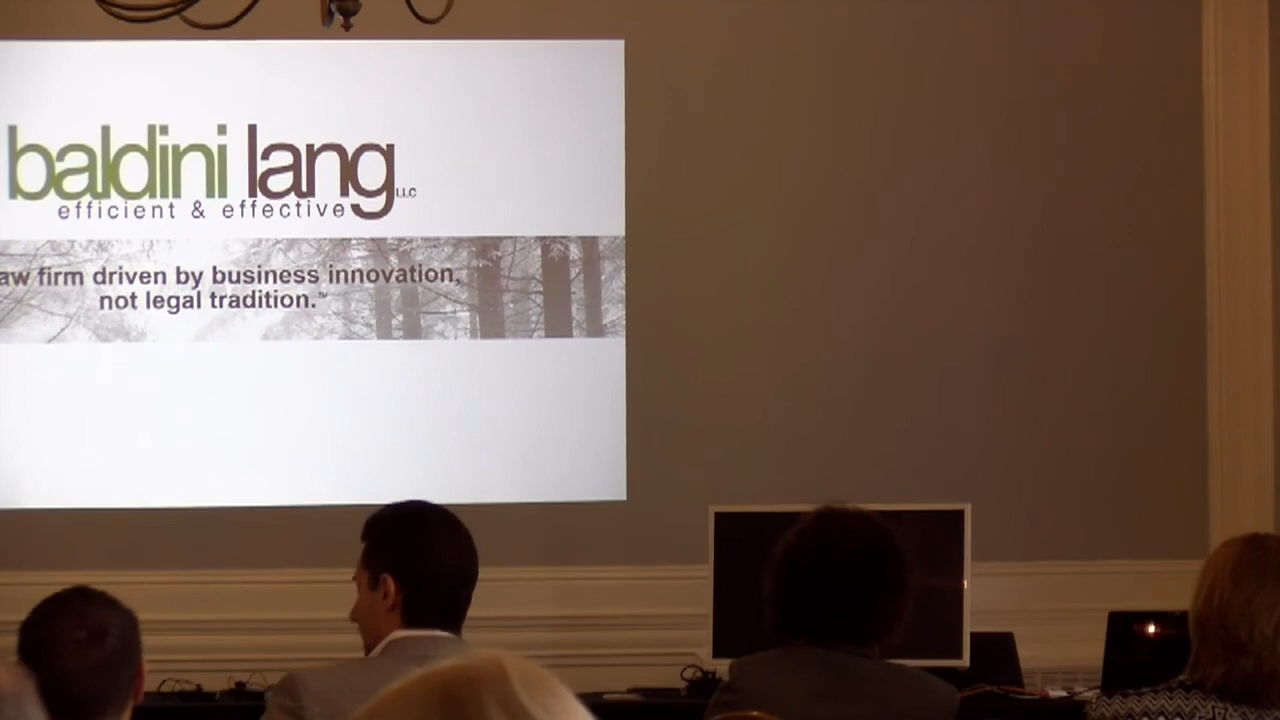 baldini lang LLC
efficient & effective
aw firm driven by business innovation,
not legal tradition.™